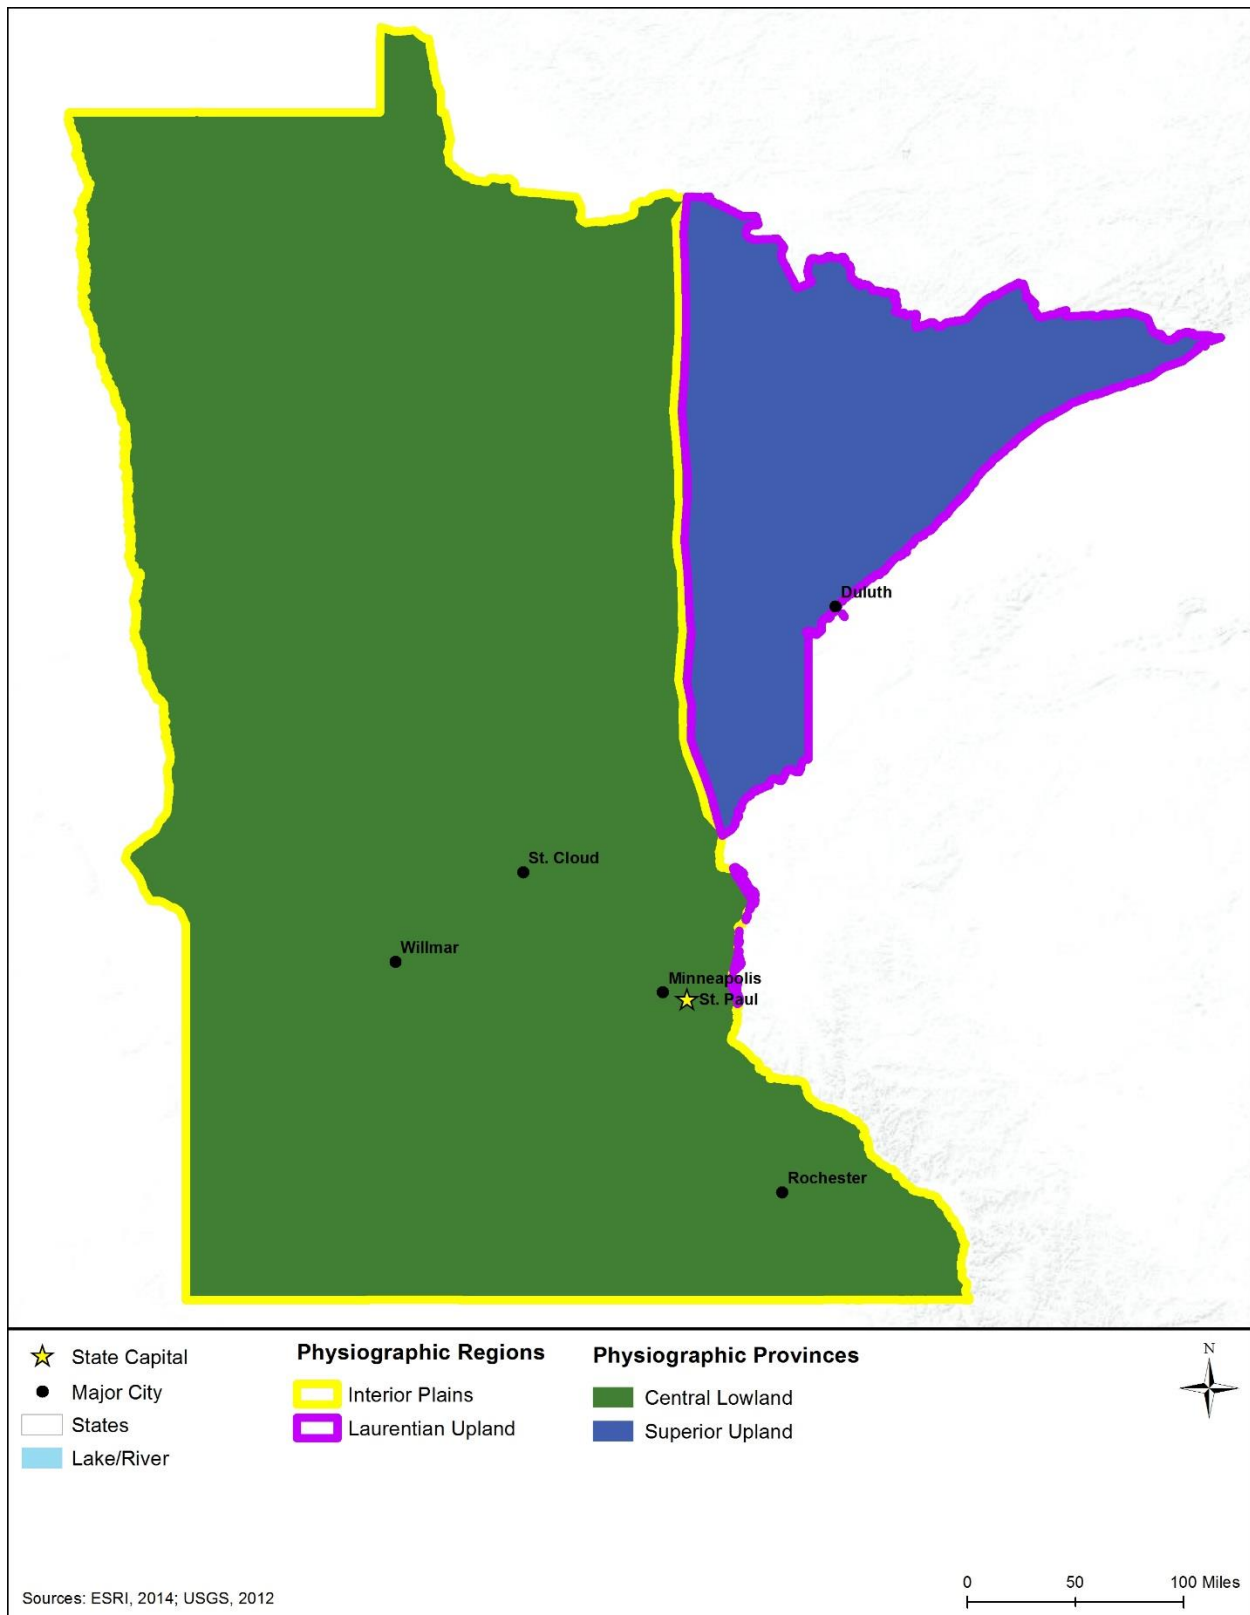 Duluth
St. Cloud
Willmar
Minneapolis
St. Paul
Rochester
State Capital
Major City
States
Lake/River
Physiographic Regions
Interior Plains
Laurentian Upland
Physiographic Provinces
Central Lowland
Superior Upland
N
Sources: ESRI, 2014; USGS, 2012
0 50 100 Miles